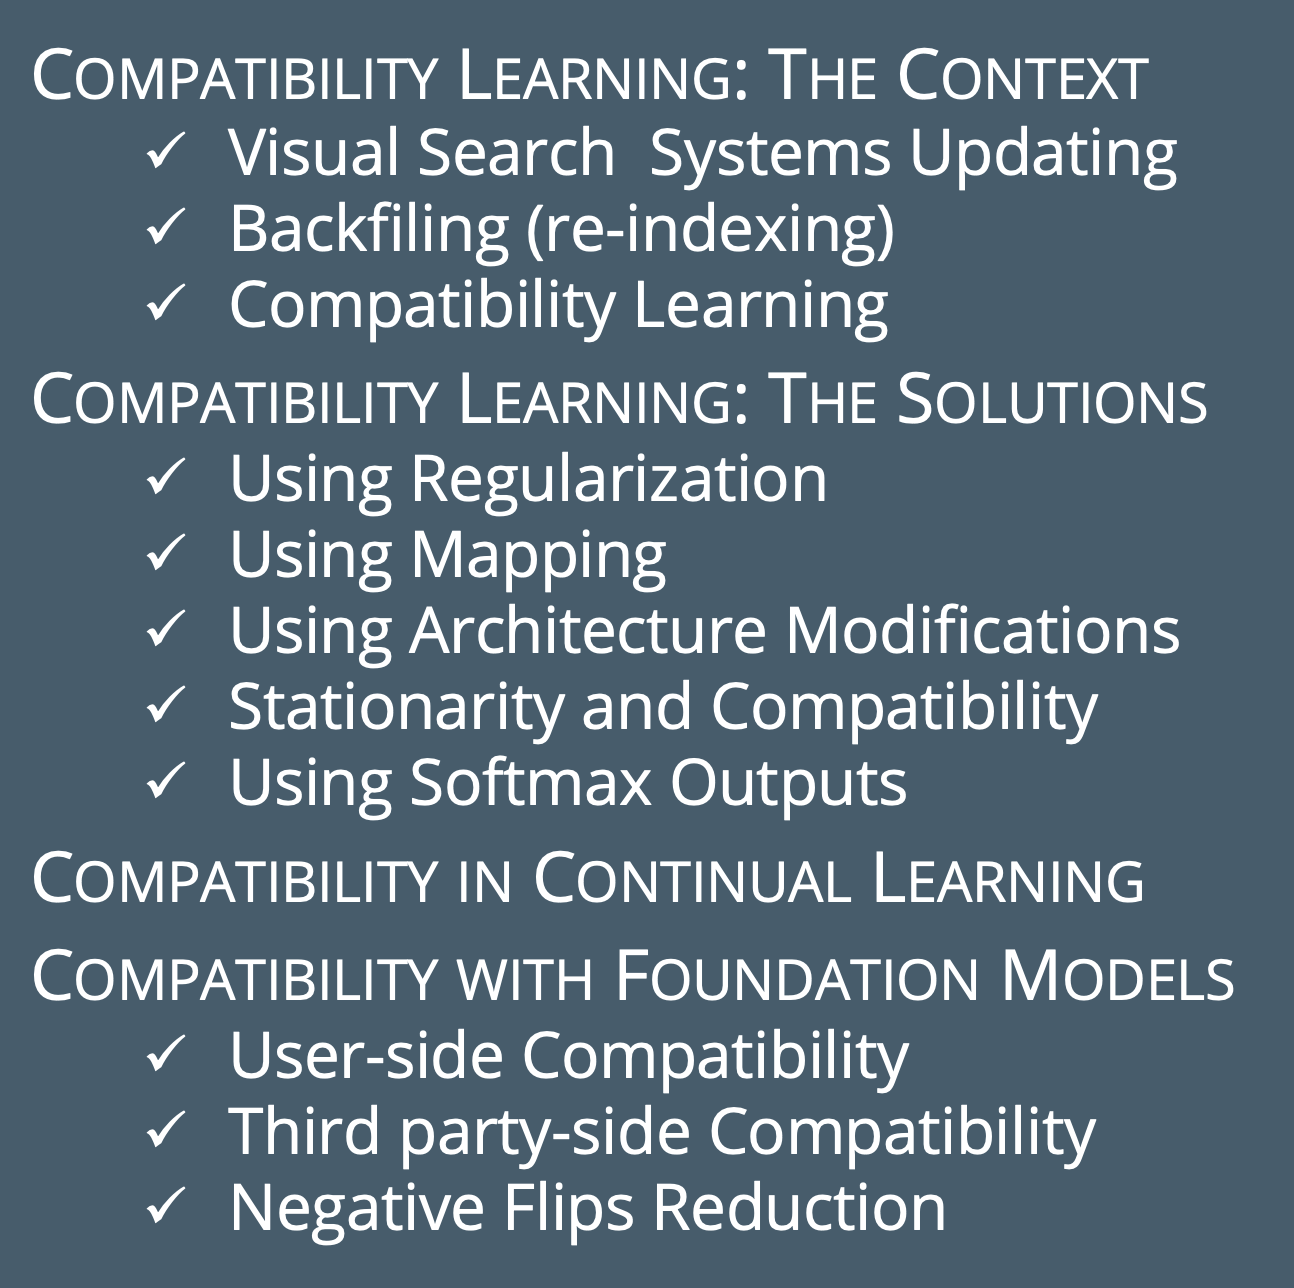 COMPATIBILITY LEARNING: THE CONTEXT
✓ Visual Search  Systems Updating
✓ Backfiling (re-indexing)
✓ Compatibility Learning
COMPATIBILITY LEARNING: THE SOLUTIONS
✓ Using Regularization
✓ Using Mapping
✓ Using Architecture Modifications
✓ Stationarity and Compatibility
✓ Using Softmax Outputs
COMPATIBILITY IN CONTINUAL LEARNING
COMPATIBILITY WITH FOUNDATION MODELS
✓ User-side Compatibility
✓ Third party-side Compatibility
✓ Negative Flips Reduction